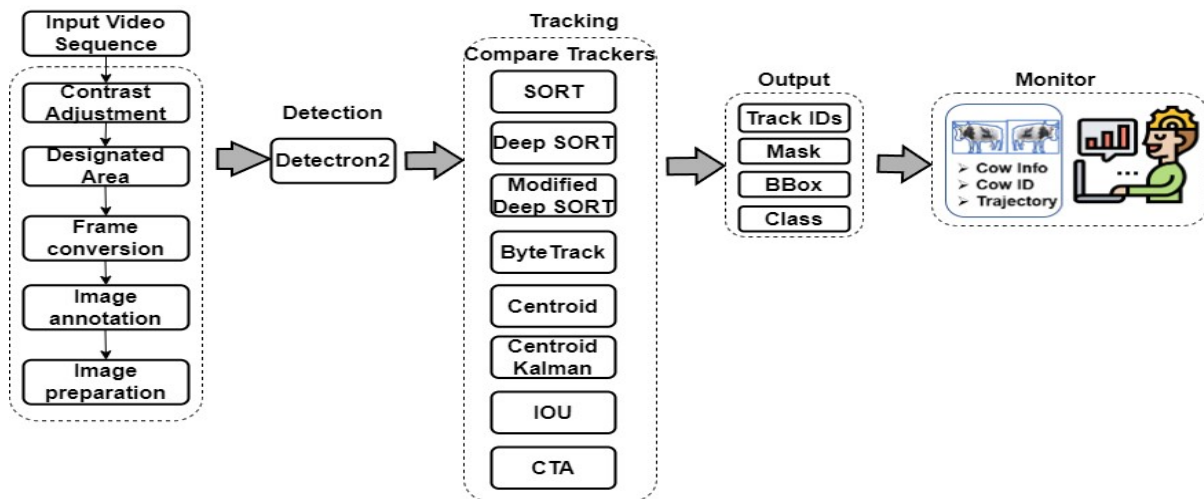 Input Video
Sequence
Contrast
Adjustment
Designated
Area
Frame
conversion
Image
annotation
Image
preparation
Detection
Detectron2
Tracking
Compare Trackers
SORT
Deep SORT
Modified
Deep SORT
ByteTrack
Centroid
Centroid
Kalman
IOU
CTA
Output
Track IDs
Mask
BBox
Class
Monitor
➢ Cow Info
➢ Cow ID
➢ Trajectory